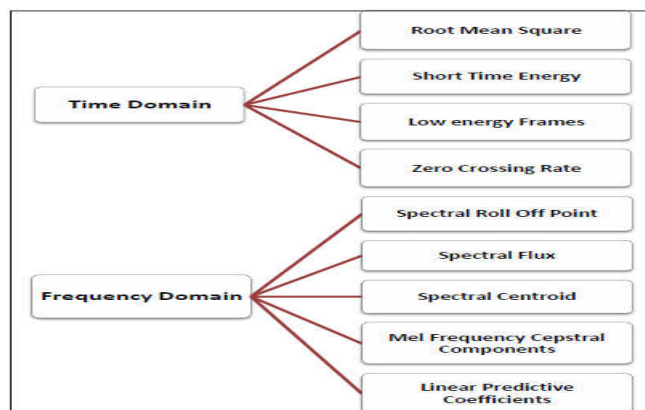 Time Domain
Root Mean Square
Short Time Energy
Low energy Frames
Zero Crossing Rate
Frequency Domain
Spectral Roll Off Point
Spectral Flux
Spectral Centroid
Mel Frequency Cepstral
Components
Linear Predictive
Coefficients